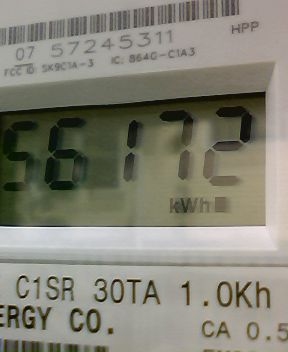 07 57245311
HPP
FCC ID: SK9C1A-3 IC: 864G-C1A3
56172
kWh
C1SR 30TA 1.0Kh
ERGY CO.
CA 0.5